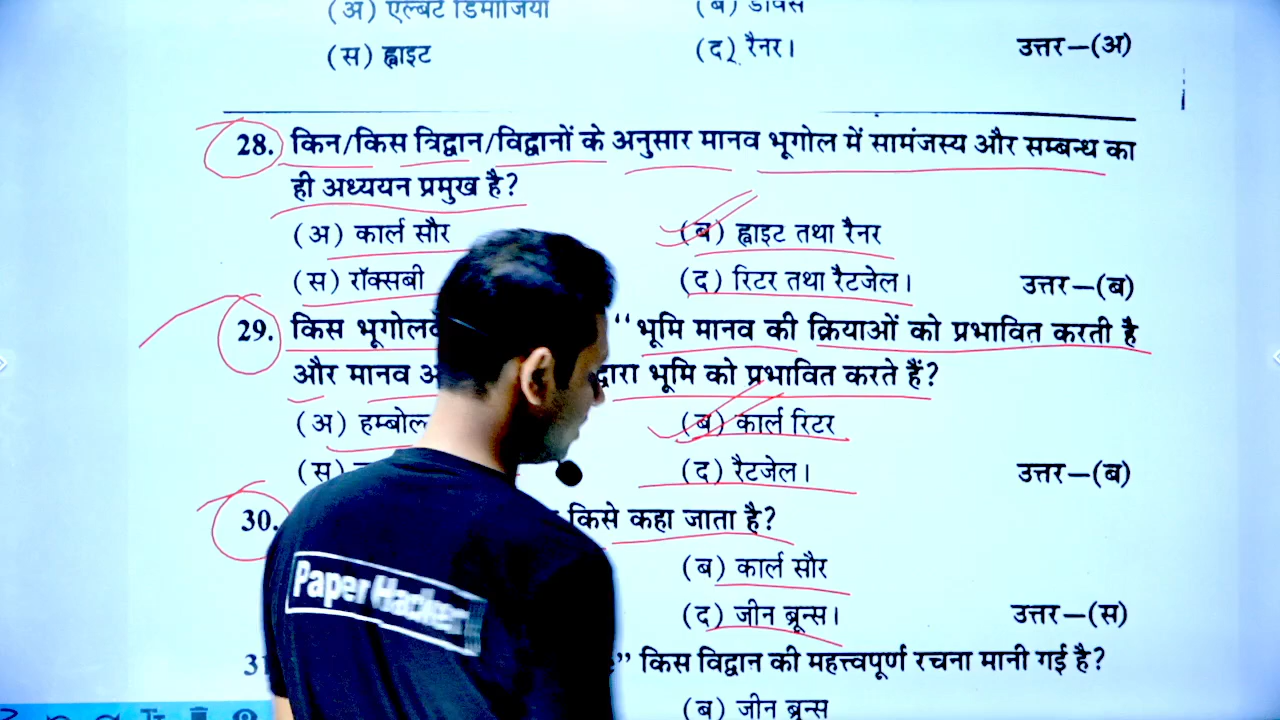 (अ) एल्बर्ट डिमांजियां (ब) डेविस
(स) ह्वाइट (द) रैनर। उत्तर–(अ)
28. किन/किस त्रिद्वान/विद्वानों के अनुसार मानव भूगोल में सामंजस्य और सम्बन्ध का
ही अध्ययन प्रमुख है?
(अ) कार्ल सौर (ब) ह्वाइट तथा रैनर
(स) रॉक्सबी (द) रिटर तथा रैटजेल। उत्तर–(ब)
29. किस “भूमि मानव की क्रियाओं को प्रभावित करती है
और मानव द्वारा भूमि को प्रभावित करते हैं?
(अ) (ब) कार्ल रिटर
(स) (द) रैटजेल। उत्तर–(ब)
30. किसे कहा जाता है?
(ब) कार्ल सौर
(द) जीन ब्रून्स। उत्तर–(स)
” किस विद्वान की महत्त्वपूर्ण रचना मानी गई है?
(ब) जीन ब्रून्स
Paper Hacker